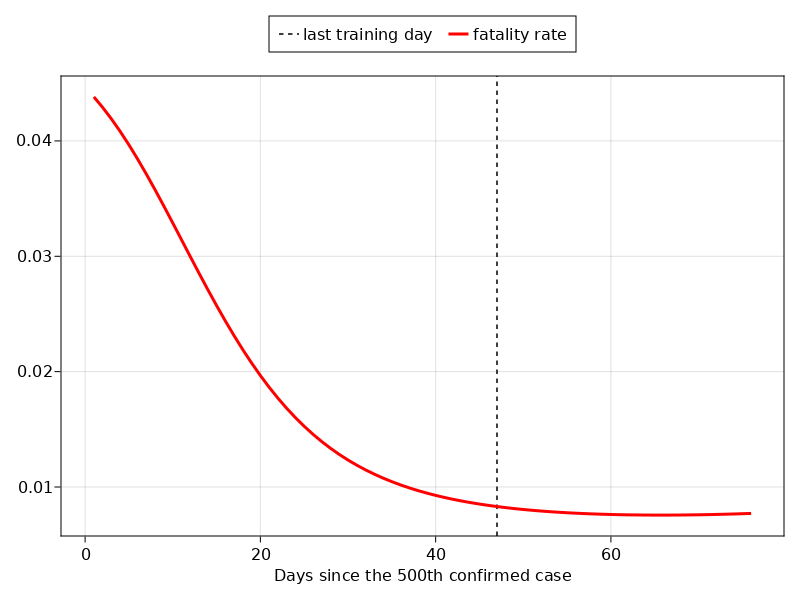 last training day
fatality rate
0.04
0.03
0.02
0.01
0
20
40
60
Days since the 500th confirmed case